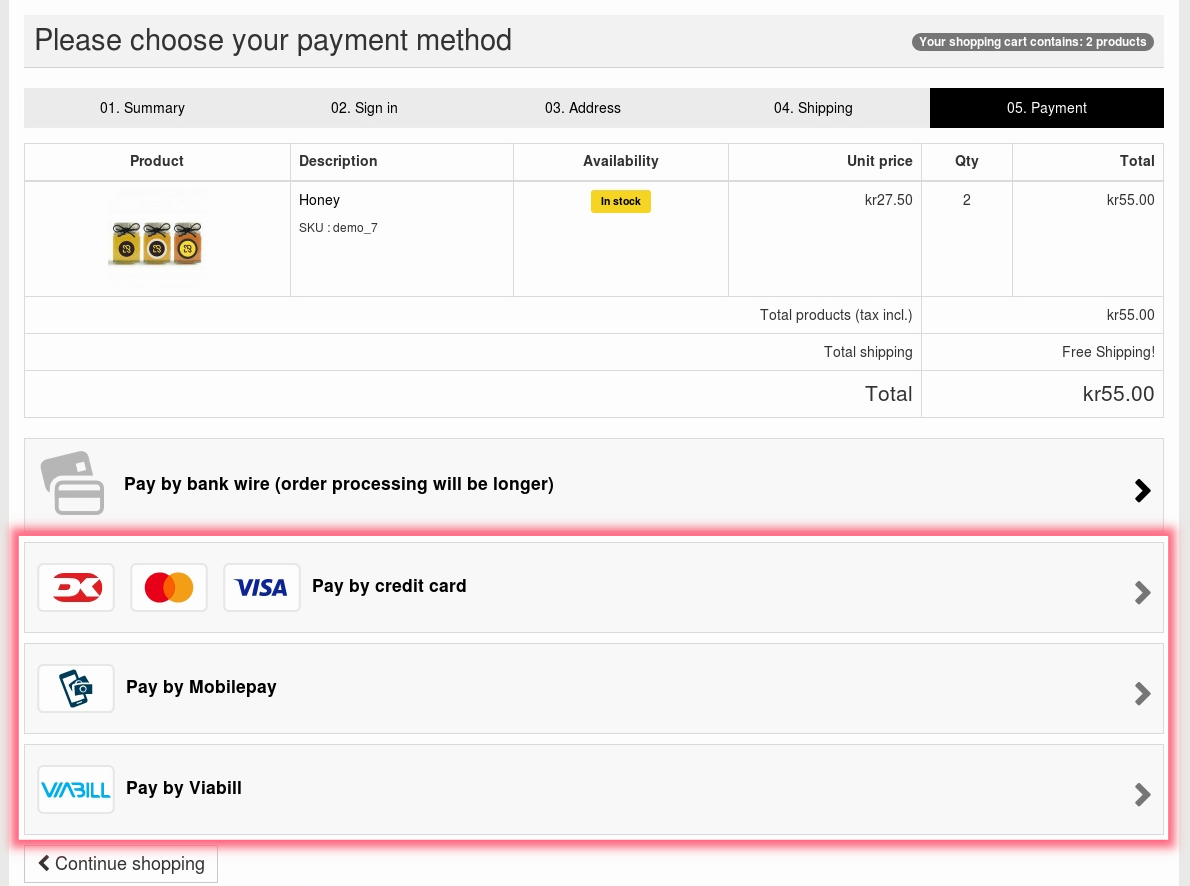 Please choose your payment method
Your shopping cart contains: 2 products
01. Summary 02. Sign in 03. Address 04. Shipping 05. Payment
Product Description Availability Unit price Qty Total
Honey In stock kr27.50 2 kr55.00
SKU : demo_7
Total products (tax incl.) kr55.00
Total shipping Free Shipping!
Total kr55.00
Pay by bank wire (order processing will be longer)
DK VISA Pay by credit card
Pay by Mobilepay
VIABILL Pay by Viabill
Continue shopping